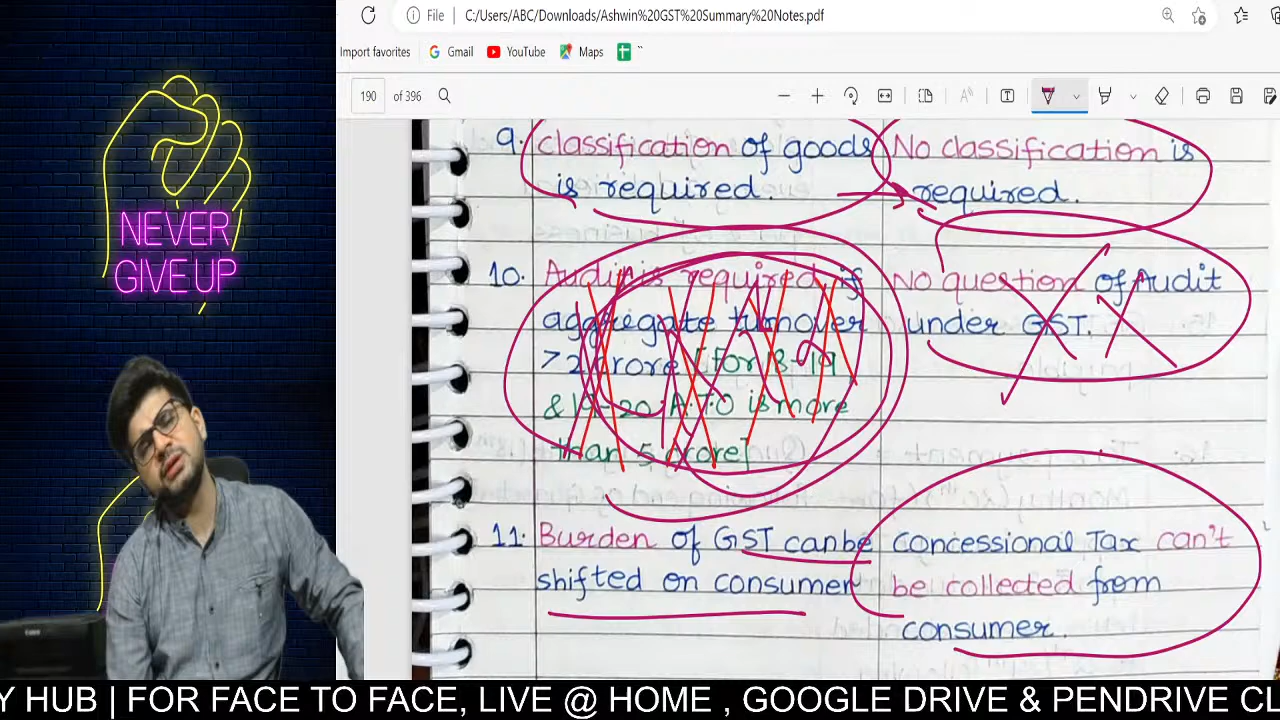 File | C:/Users/ABC/Downloads/Ashwin%20GST%20Summary%20Notes.pdf
Import favorites Gmail YouTube Maps
190 of 396
9. classification of goods
is required.
No classification is
required.
10. Audit is required if
aggregate turnover
>2 crore [for 18-19
& 19-20, A.T.O is more
than 5 crore]
No question of Audit
under GST.
11. Burden of GST can be
shifted on consumer
concessional Tax can't
be collected from
consumer.
NEVER
GIVE UP
Y HUB | FOR FACE TO FACE, LIVE @ HOME , GOOGLE DRIVE & PENDRIVE CL